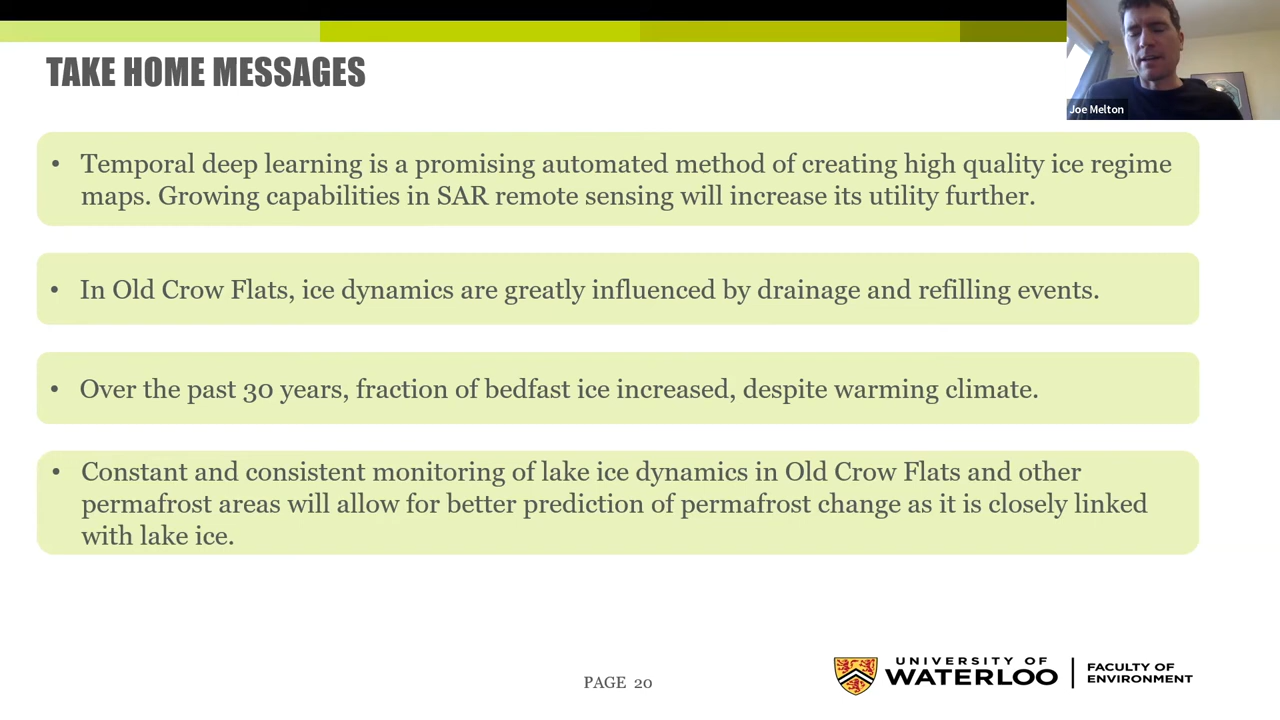 TAKE HOME MESSAGES
Joe Melton
• Temporal deep learning is a promising automated method of creating high quality ice regime
maps. Growing capabilities in SAR remote sensing will increase its utility further.
• In Old Crow Flats, ice dynamics are greatly influenced by drainage and refilling events.
• Over the past 30 years, fraction of bedfast ice increased, despite warming climate.
• Constant and consistent monitoring of lake ice dynamics in Old Crow Flats and other
permafrost areas will allow for better prediction of permafrost change as it is closely linked
with lake ice.
PAGE 20
UNIVERSITY OF
WATERLOO
FACULTY OF
ENVIRONMENT